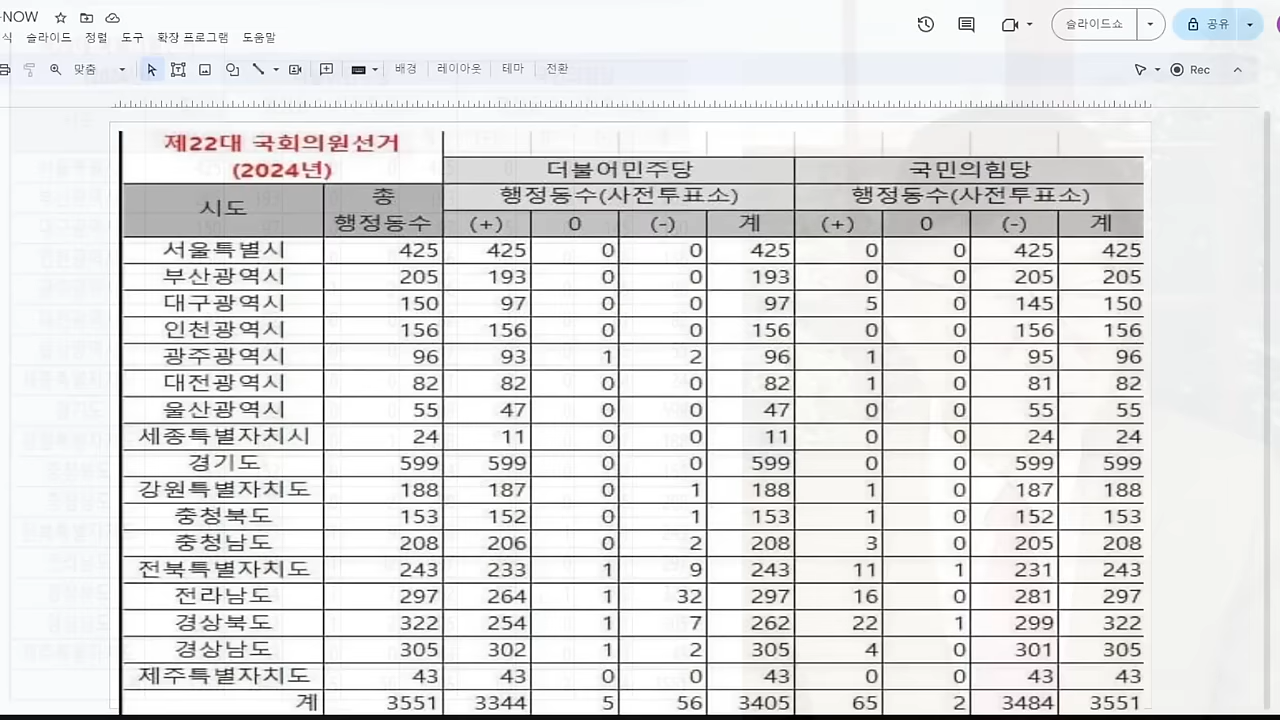 -NOW
식 슬라이드 정렬 도구 확장 프로그램 도움말
슬라이드쇼
공유
맞춤
배경 레이아웃 테마 전환
Rec
제22대 국회의원선거
(2024년)
더불어민주당 국민의힘당
시도 총 행정동수 행정동수(사전투표소) 행정동수(사전투표소)
(+) 0 (-) 계 (+) 0 (-) 계
서울특별시 425 425 0 0 425 0 0 425 425
부산광역시 205 193 0 0 193 0 0 205 205
대구광역시 150 97 0 0 97 5 0 145 150
인천광역시 156 156 0 0 156 0 0 156 156
광주광역시 96 93 1 2 96 1 0 95 96
대전광역시 82 82 0 0 82 1 0 81 82
울산광역시 55 47 0 0 47 0 0 55 55
세종특별자치시 24 11 0 0 11 0 0 24 24
경기도 599 599 0 0 599 0 0 599 599
강원특별자치도 188 187 0 1 188 1 0 187 188
충청북도 153 152 0 1 153 1 0 152 153
충청남도 208 206 0 2 208 3 0 205 208
전북특별자치도 243 233 1 9 243 11 1 231 243
전라남도 297 264 1 32 297 16 0 281 297
경상북도 322 254 1 7 262 22 1 299 322
경상남도 305 302 1 2 305 4 0 301 305
제주특별자치도 43 43 0 0 43 0 0 43 43
계 3551 3344 5 56 3405 65 2 3484 3551